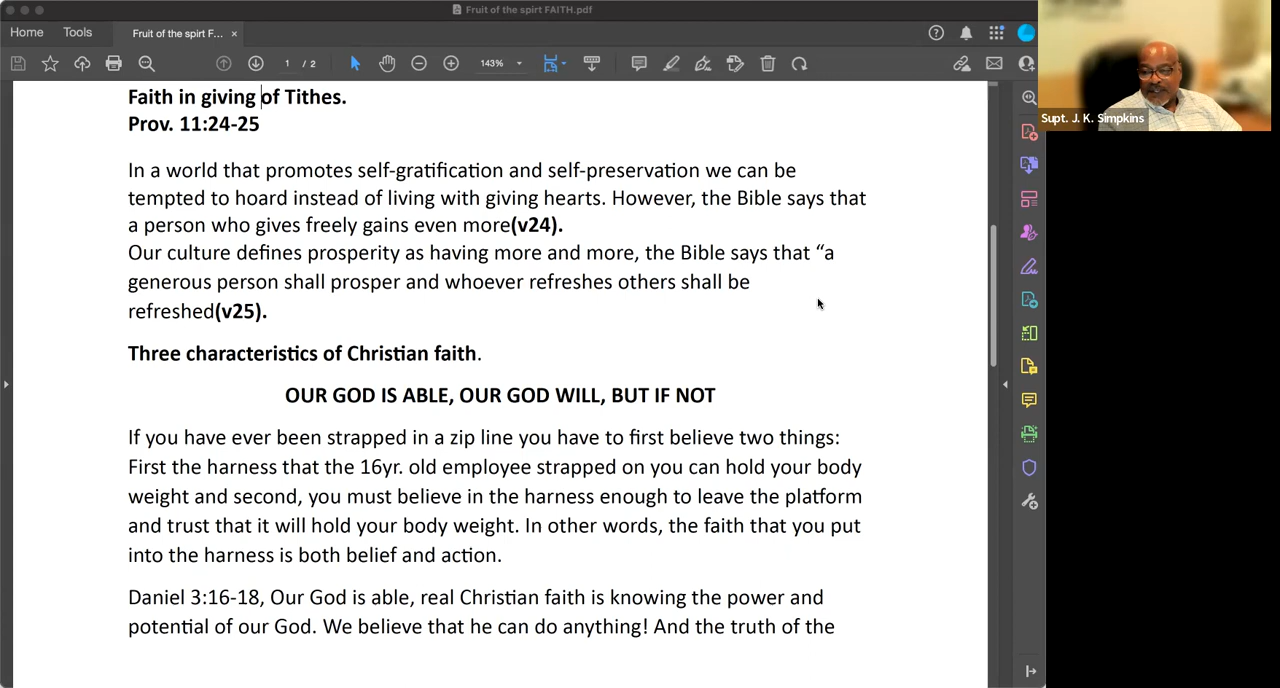 Fruit of the spirt FAITH.pdf
Home
Tools
Fruit of the spirt F...
1 / 2
143%
Supt. J. K. Simpkins
Faith in giving of Tithes.
Prov. 11:24-25
In a world that promotes self-gratification and self-preservation we can be
tempted to hoard instead of living with giving hearts. However, the Bible says that
a person who gives freely gains even more(v24).
Our culture defines prosperity as having more and more, the Bible says that “a
generous person shall prosper and whoever refreshes others shall be
refreshed(v25).
Three characteristics of Christian faith.
OUR GOD IS ABLE, OUR GOD WILL, BUT IF NOT
If you have ever been strapped in a zip line you have to first believe two things:
First the harness that the 16yr. old employee strapped on you can hold your body
weight and second, you must believe in the harness enough to leave the platform
and trust that it will hold your body weight. In other words, the faith that you put
into the harness is both belief and action.
Daniel 3:16-18, Our God is able, real Christian faith is knowing the power and
potential of our God. We believe that he can do anything! And the truth of the